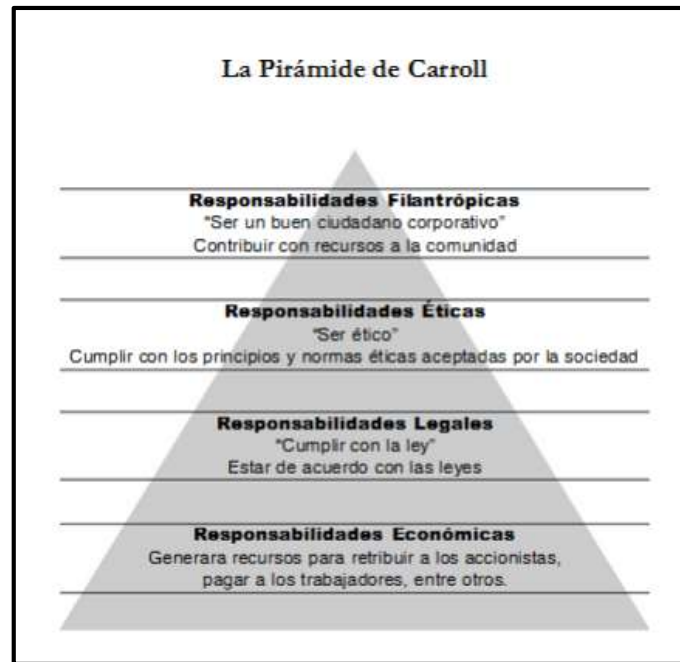 La Pirámide de Carroll
Responsabilidades Filantrópicas
"Ser un buen ciudadano corporativo"
Contribuir con recursos a la comunidad
Responsabilidades Éticas
"Ser ético"
Cumplir con los principios y normas éticas aceptadas por la sociedad
Responsabilidades Legales
"Cumplir con la ley"
Estar de acuerdo con las leyes
Responsabilidades Económicas
Generara recursos para retribuir a los accionistas,
pagar a los trabajadores, entre otros.